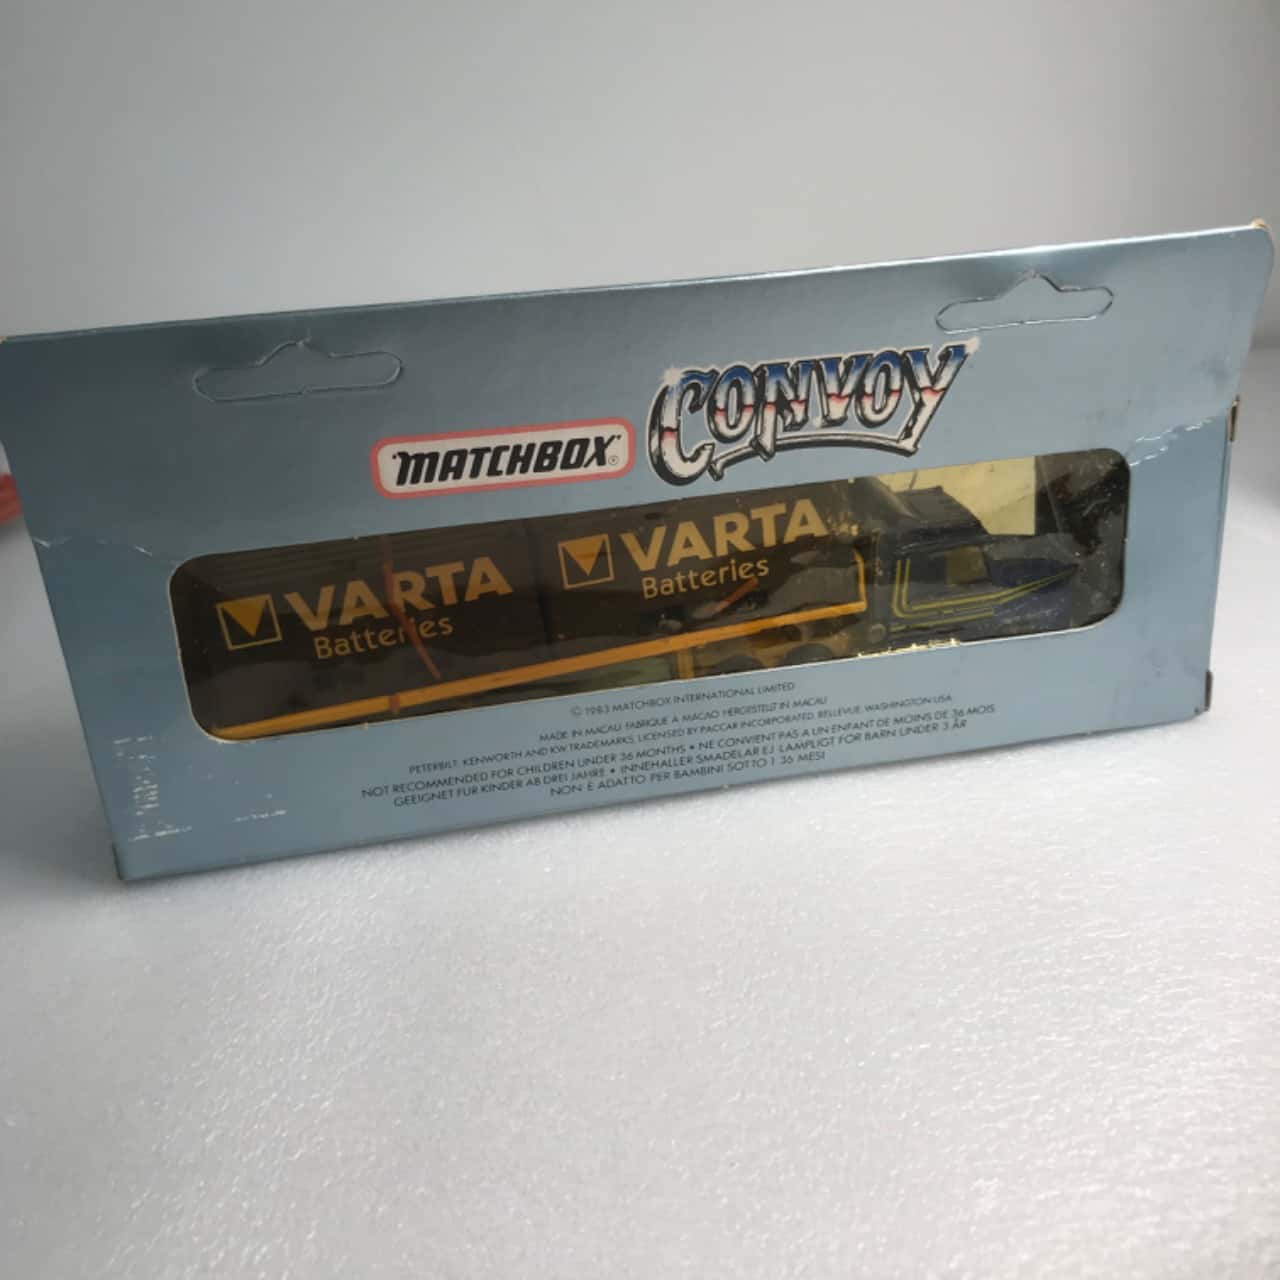 MATCHBOX®
CONVOY
VARTA
Batteries
VARTA
Batteries
© 1983 MATCHBOX INTERNATIONAL LIMITED
MADE IN MACAU FABRIQUE A MACAO HERGESTELLT IN MACAU
PETERBILT, KENWORTH AND KW TRADEMARKS, LICENSED BY PACCAR INCORPORATED, BELLEVUE, WASHINGTON USA
NOT RECOMMENDED FOR CHILDREN UNDER 36 MONTHS • NE CONVIENT PAS A UN ENFANT DE MOINS DE 36 MOIS
GEEIGNET FUR KINDER AB DREI JAHRE • INNEHALLER SMADELAR EJ LAMPLIGT FOR BARN UNDER 3 ÅR
NON E ADATTO PER BAMBINI SOTTO I 36 MESI